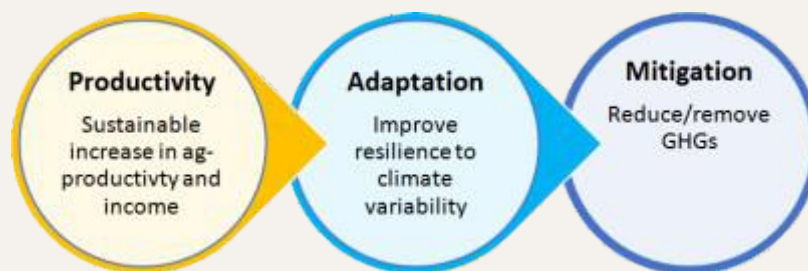 Productivity
Sustainable
increase in ag-
productivty and
income
Adaptation
Improve
resilience to
climate
variability
Mitigation
Reduce/remove
GHGs